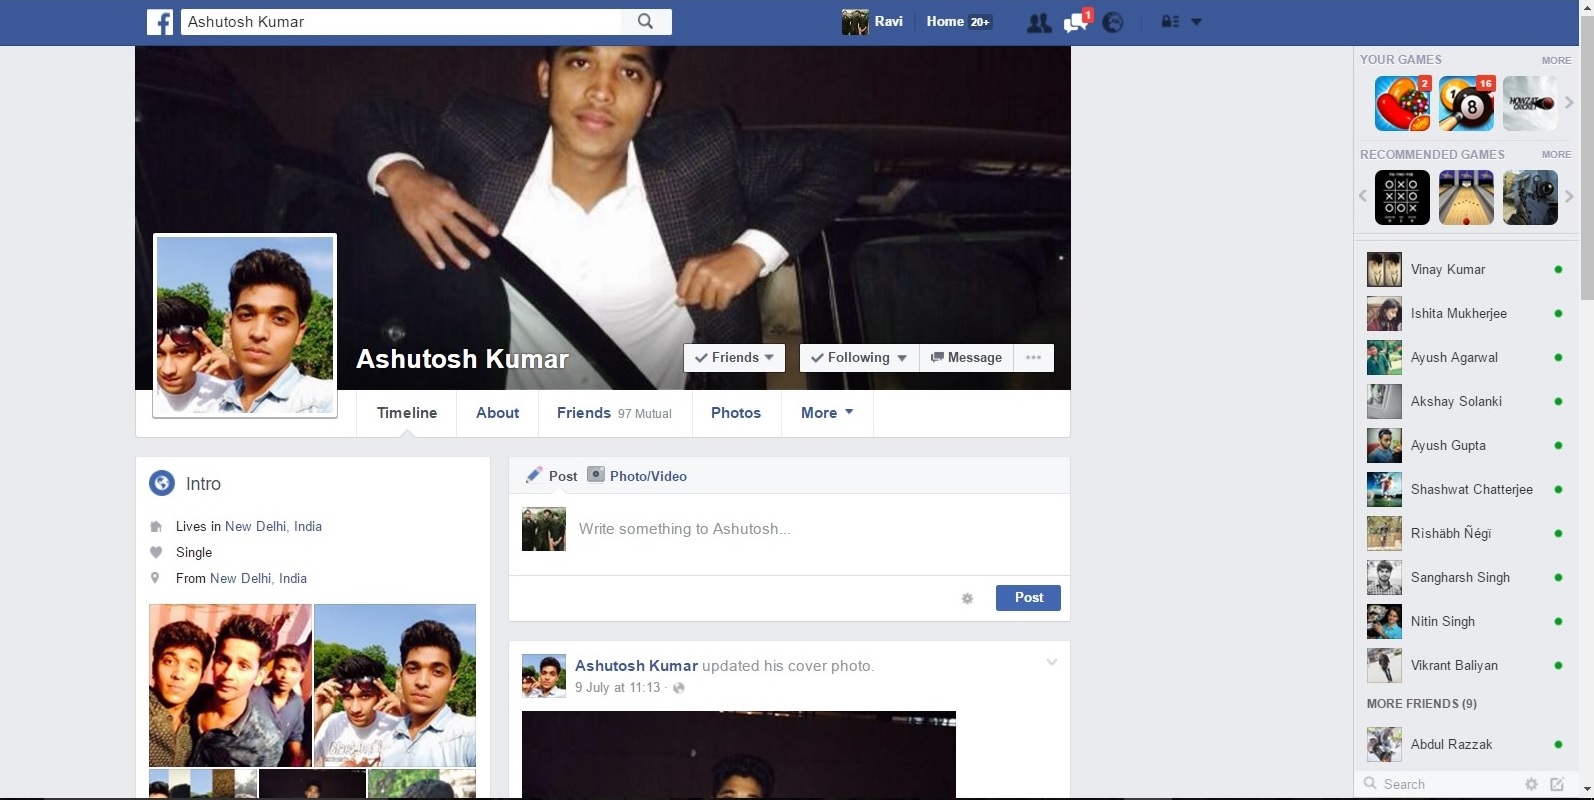 Ashutosh Kumar
Ravi
Home 20+
1
YOUR GAMES MORE
2
16
8
HOWZAT
CRICKET
RECOMMENDED GAMES MORE
Ashutosh Kumar
Friends
Following
Message
Timeline
About
Friends 97 Mutual
Photos
More
Intro
Lives in New Delhi, India
Single
From New Delhi, India
Post
Photo/Video
Write something to Ashutosh...
Post
Ashutosh Kumar updated his cover photo.
9 July at 11:13 ·
Vinay Kumar
Ishita Mukherjee
Ayush Agarwal
Akshay Solanki
Ayush Gupta
Shashwat Chatterjee
Rishäbh Ñégï
Sangharsh Singh
Nitin Singh
Vikrant Baliyan
MORE FRIENDS (9)
Abdul Razzak
Search